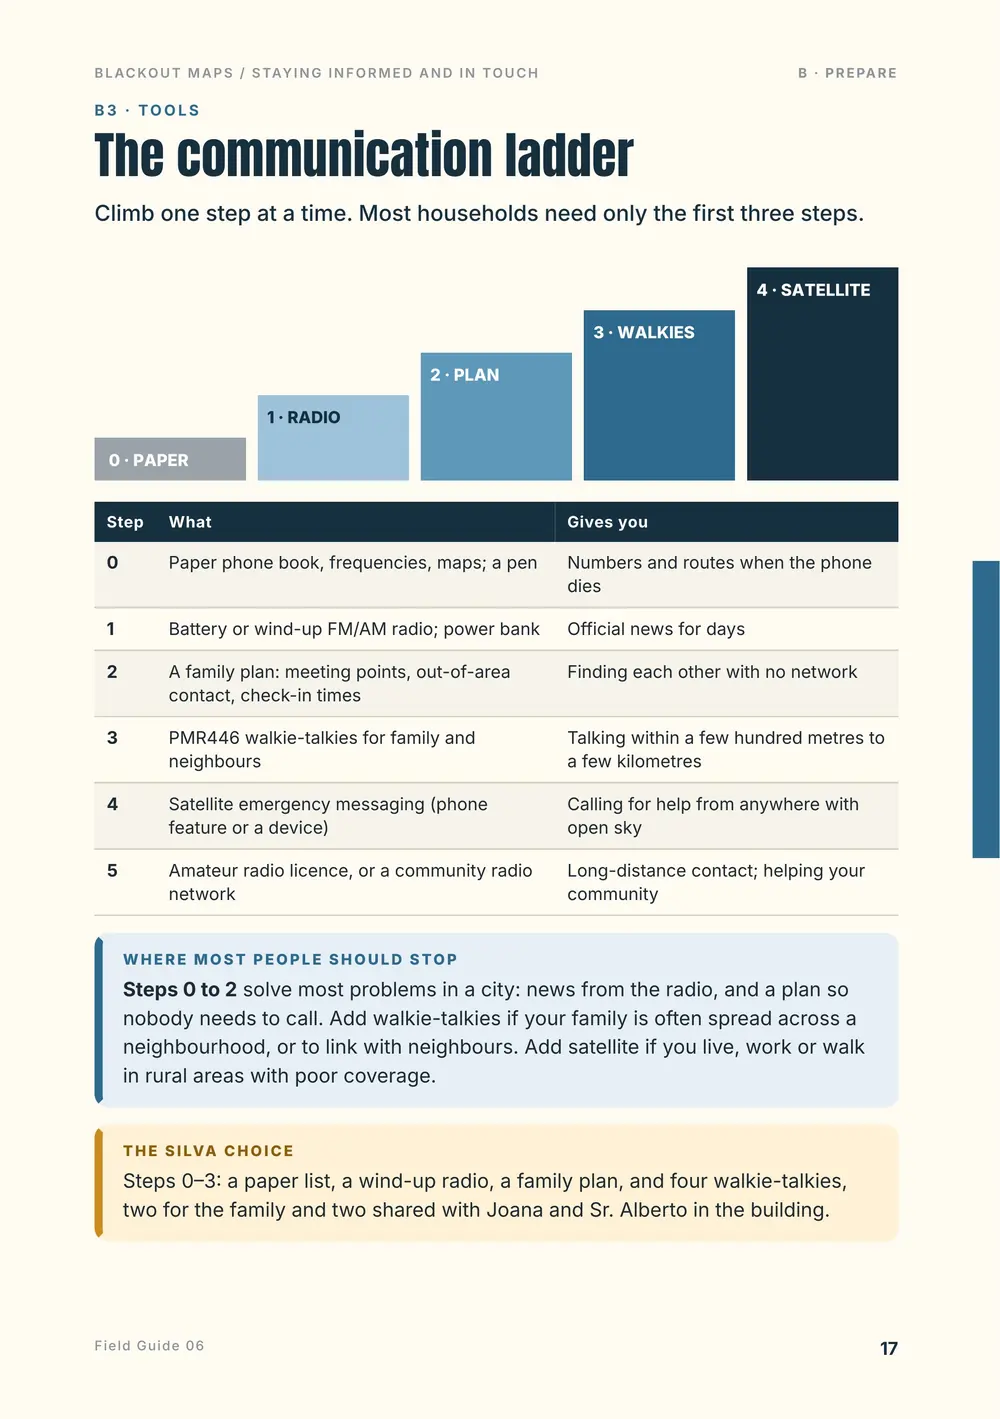 BLACKOUT MAPS / STAYING INFORMED AND IN TOUCH
B · PREPARE
B3 · TOOLS
The communication ladder
Climb one step at a time. Most households need only the first three steps.
4 · SATELLITE
3 · WALKIES
2 · PLAN
1 · RADIO
0 · PAPER
Step What Gives you
0 Paper phone book, frequencies, maps; a pen Numbers and routes when the phone
dies
1 Battery or wind-up FM/AM radio; power bank Official news for days
2 A family plan: meeting points, out-of-area Finding each other with no network
contact, check-in times
3 PMR446 walkie-talkies for family and Talking within a few hundred metres to
neighbours a few kilometres
4 Satellite emergency messaging (phone Calling for help from anywhere with
feature or a device) open sky
5 Amateur radio licence, or a community radio Long-distance contact; helping your
network community
WHERE MOST PEOPLE SHOULD STOP
Steps 0 to 2 solve most problems in a city: news from the radio, and a plan so
nobody needs to call. Add walkie-talkies if your family is often spread across a
neighbourhood, or to link with neighbours. Add satellite if you live, work or walk
in rural areas with poor coverage.
THE SILVA CHOICE
Steps 0–3: a paper list, a wind-up radio, a family plan, and four walkie-talkies,
two for the family and two shared with Joana and Sr. Alberto in the building.
Field Guide 06
17